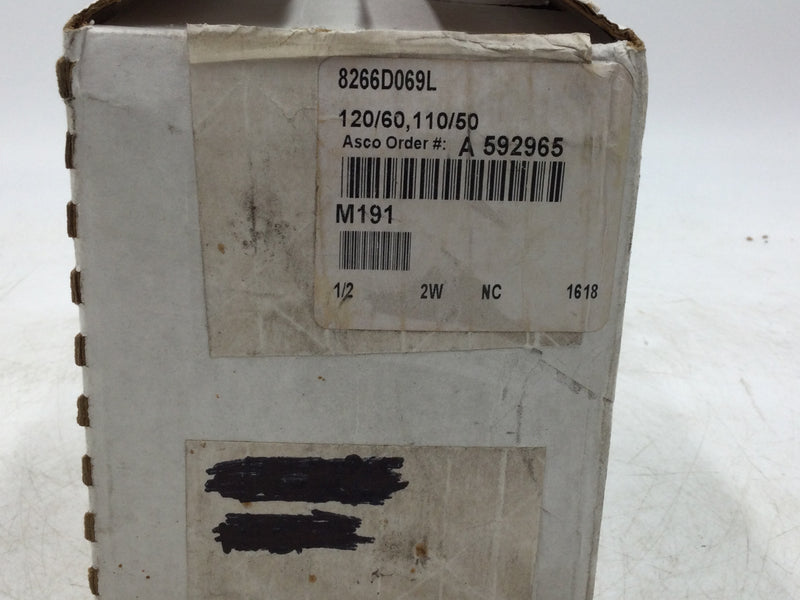 8266D069L
120/60,110/50
Asco Order #: A 592965
M191
1/2 2W NC 1618